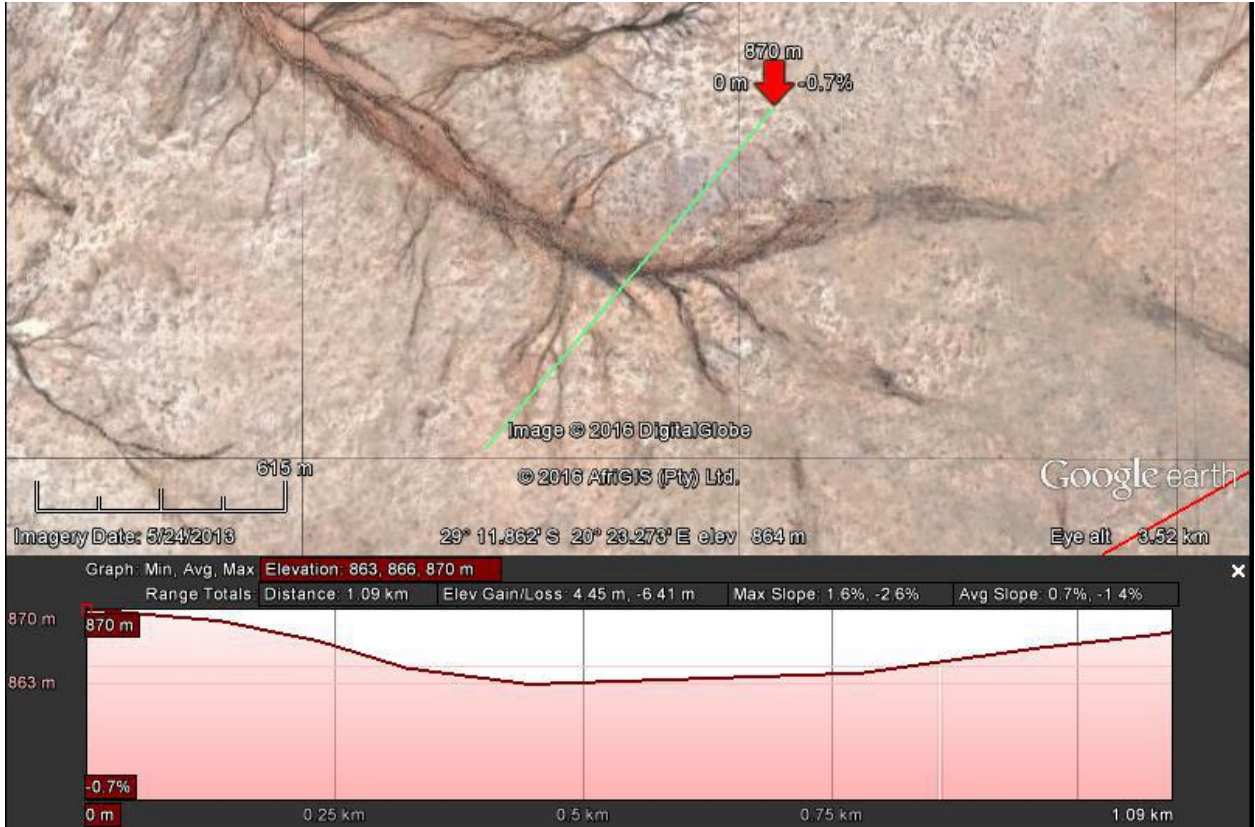 870 m
0 m -0.7%
Image © 2016 DigitalGlobe
615 m
© 2016 AfriGIS (Pty) Ltd.
Google earth
Imagery Date: 5/24/2013 29° 11.862' S 20° 23.273' E elev 864 m Eye alt 3.52 km
Graph: Min, Avg, Max Elevation: 863, 866, 870 m
Range Totals: Distance: 1.09 km Elev Gain/Loss: 4.45 m, -6.41 m Max Slope: 1.6%, -2.6% Avg Slope: 0.7%, -1.4%
870 m 870 m
863 m
-0.7%
0 m 0.25 km 0.5 km 0.75 km 1.09 km